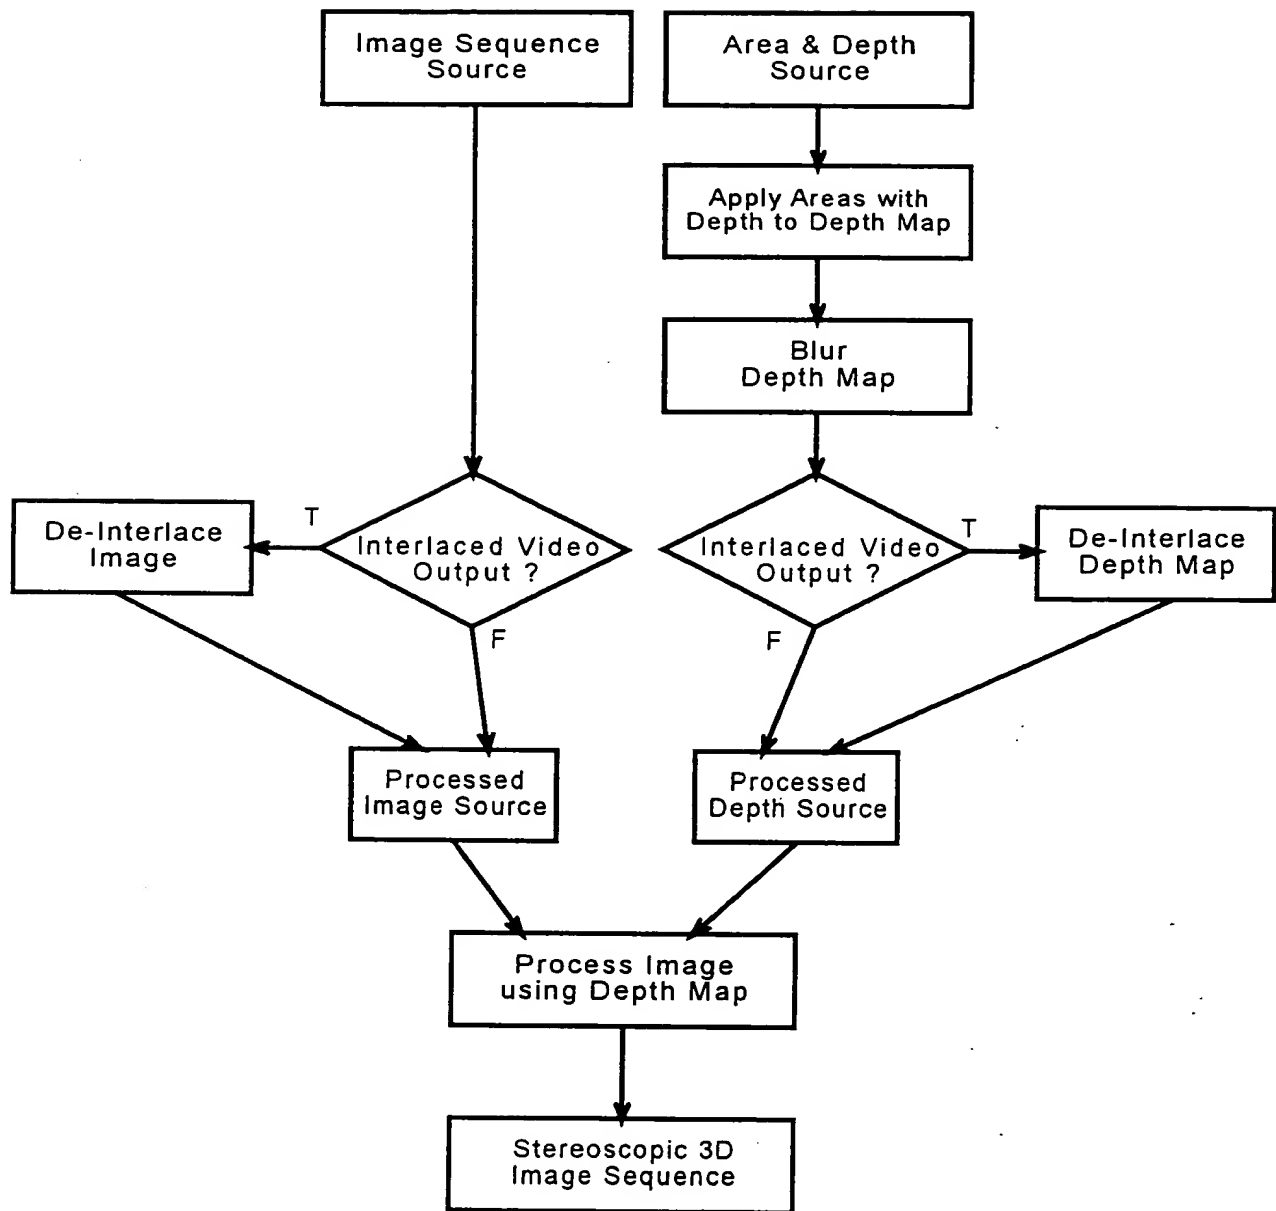 Image Sequence
Source
Area & Depth
Source
Apply Areas with
Depth to Depth Map
Blur
Depth Map
De-Interlace
Image
T
Interlaced Video
Output ?
F
Interlaced Video
Output ?
T
F
De-Interlace
Depth Map
Processed
Image Source
Processed
Depth Source
Process Image
using Depth Map
Stereoscopic 3D
Image Sequence